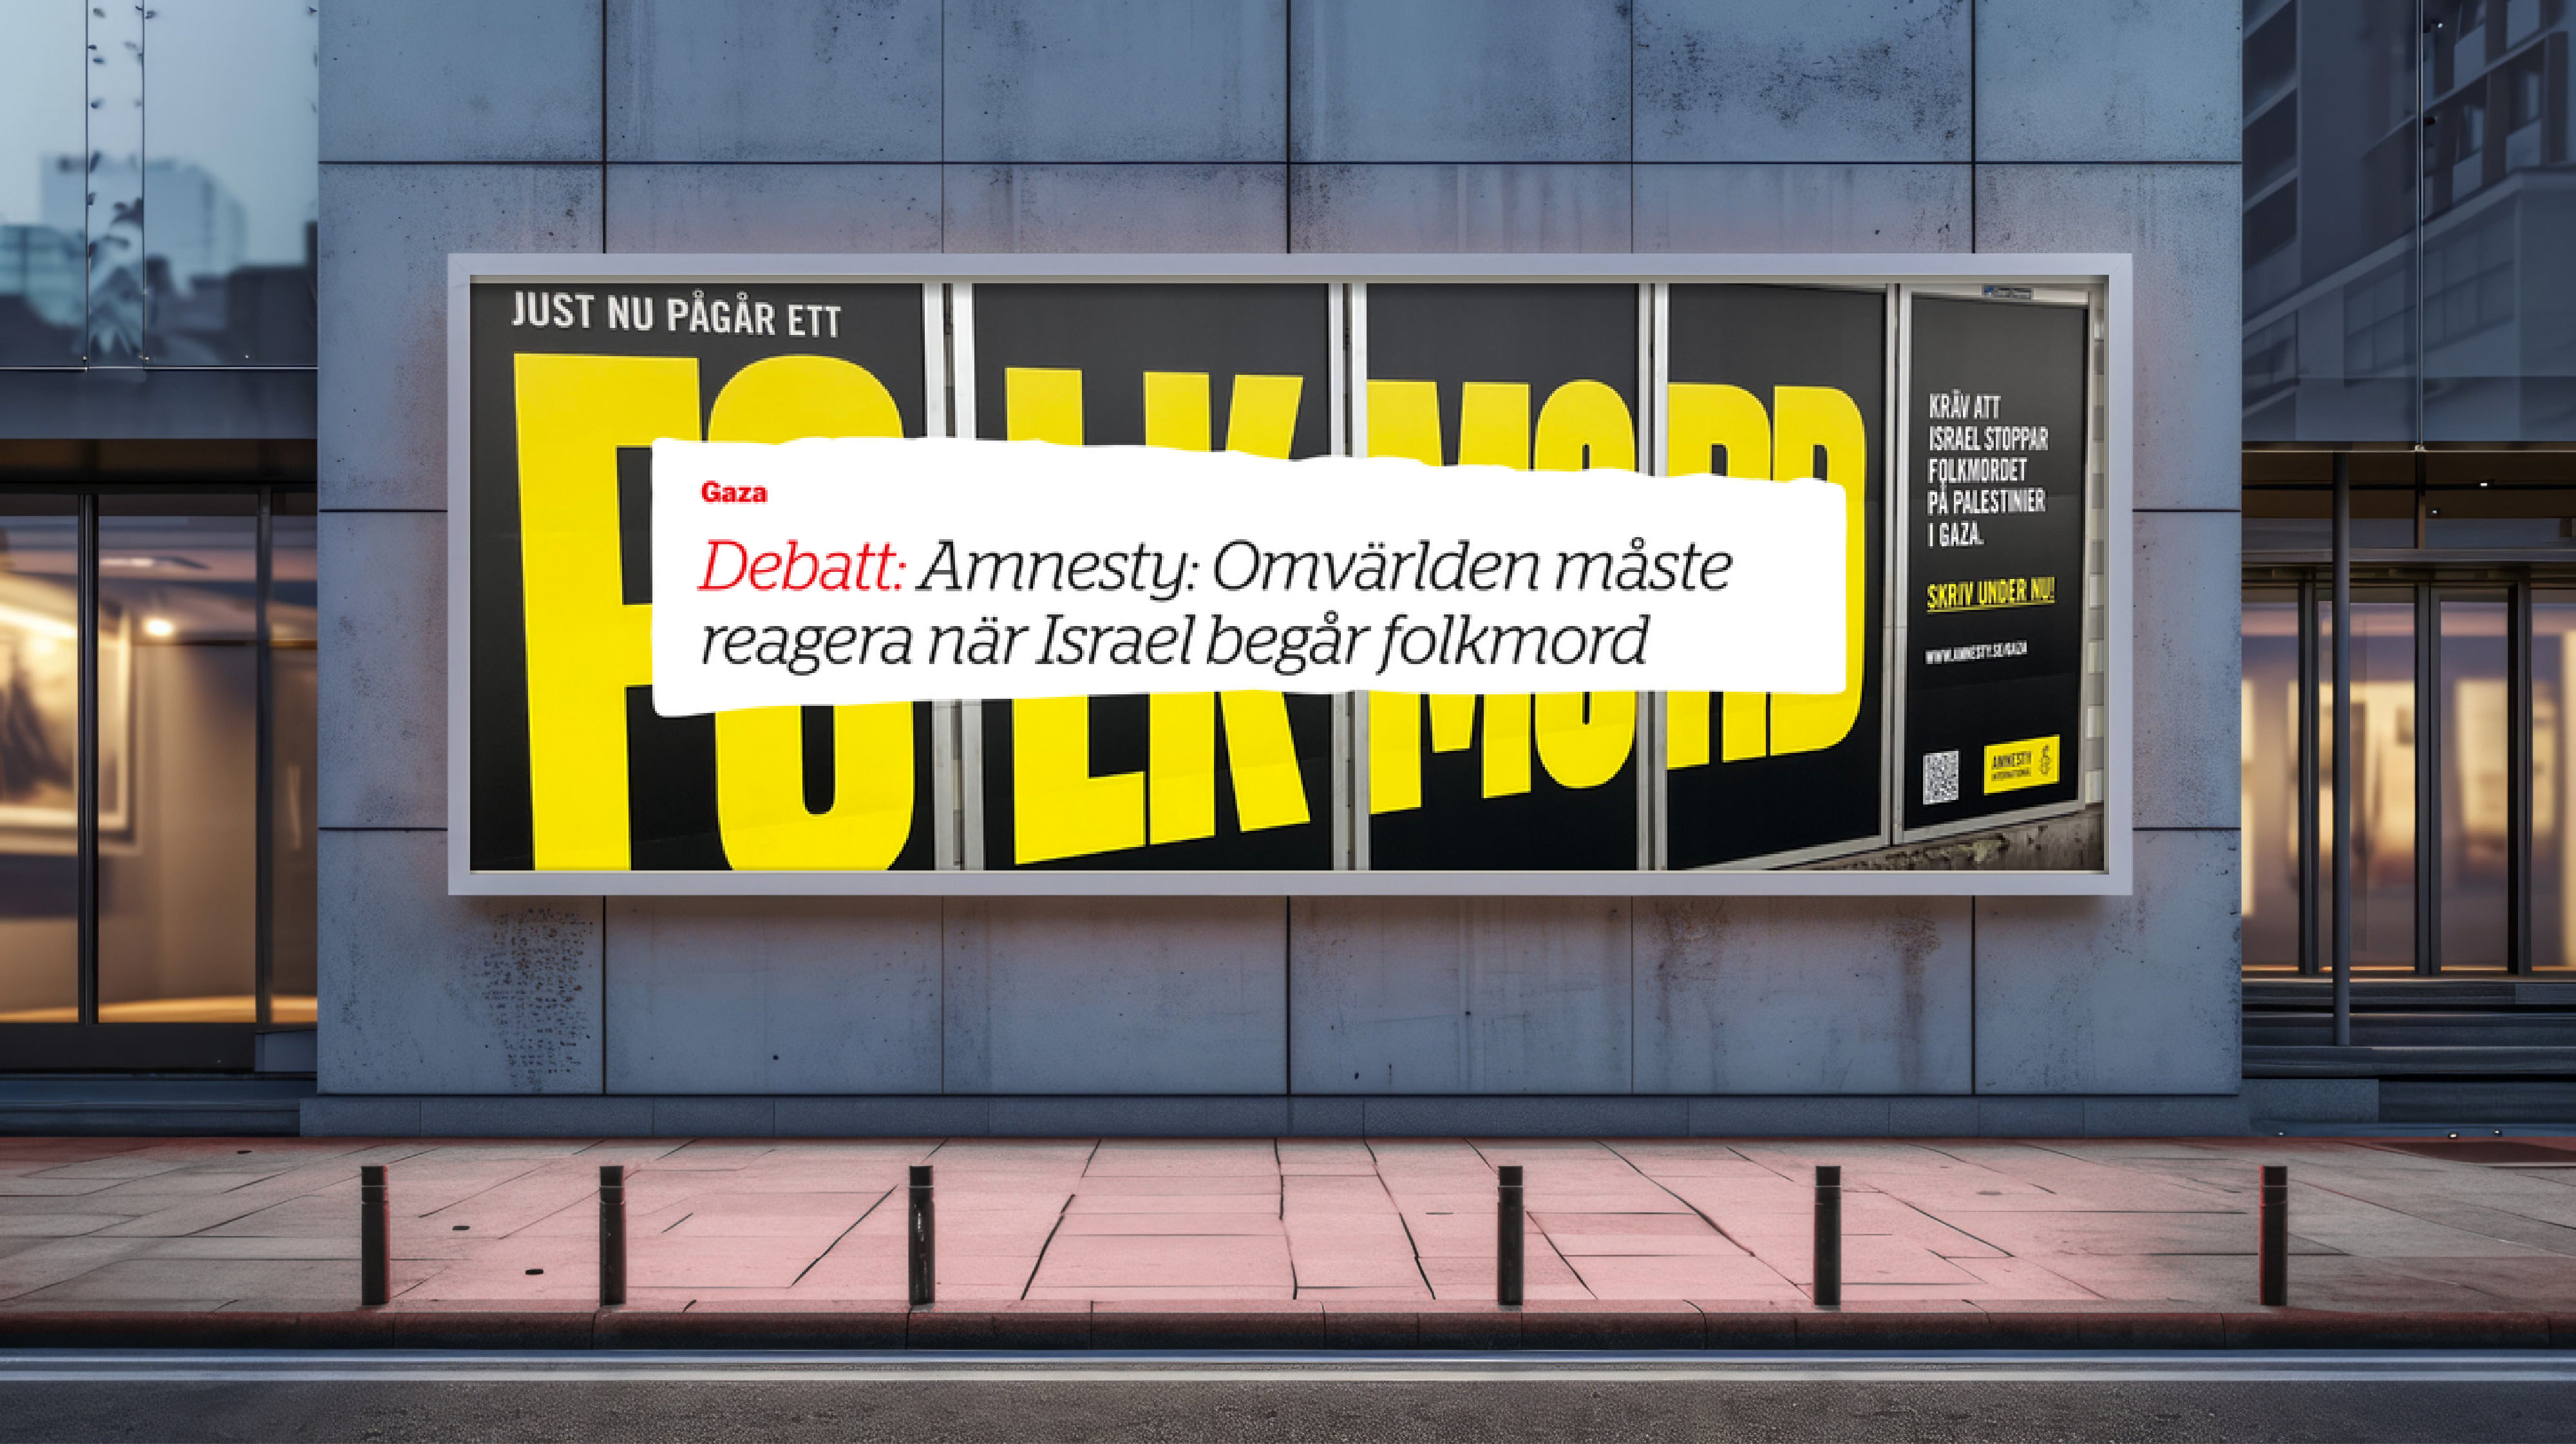 JUST NU PÅGÅR ETT
FOLKMORD
Gaza
Debatt: Amnesty: Omvärlden måste
reagera när Israel begår folkmord
KRÄV ATT
ISRAEL STOPPAR
FOLKMORDET
PÅ PALESTINIER
I GAZA.
SKRIV UNDER NU!
WWW.AMNESTY.SE/GAZA
AMNESTY
INTERNATIONAL